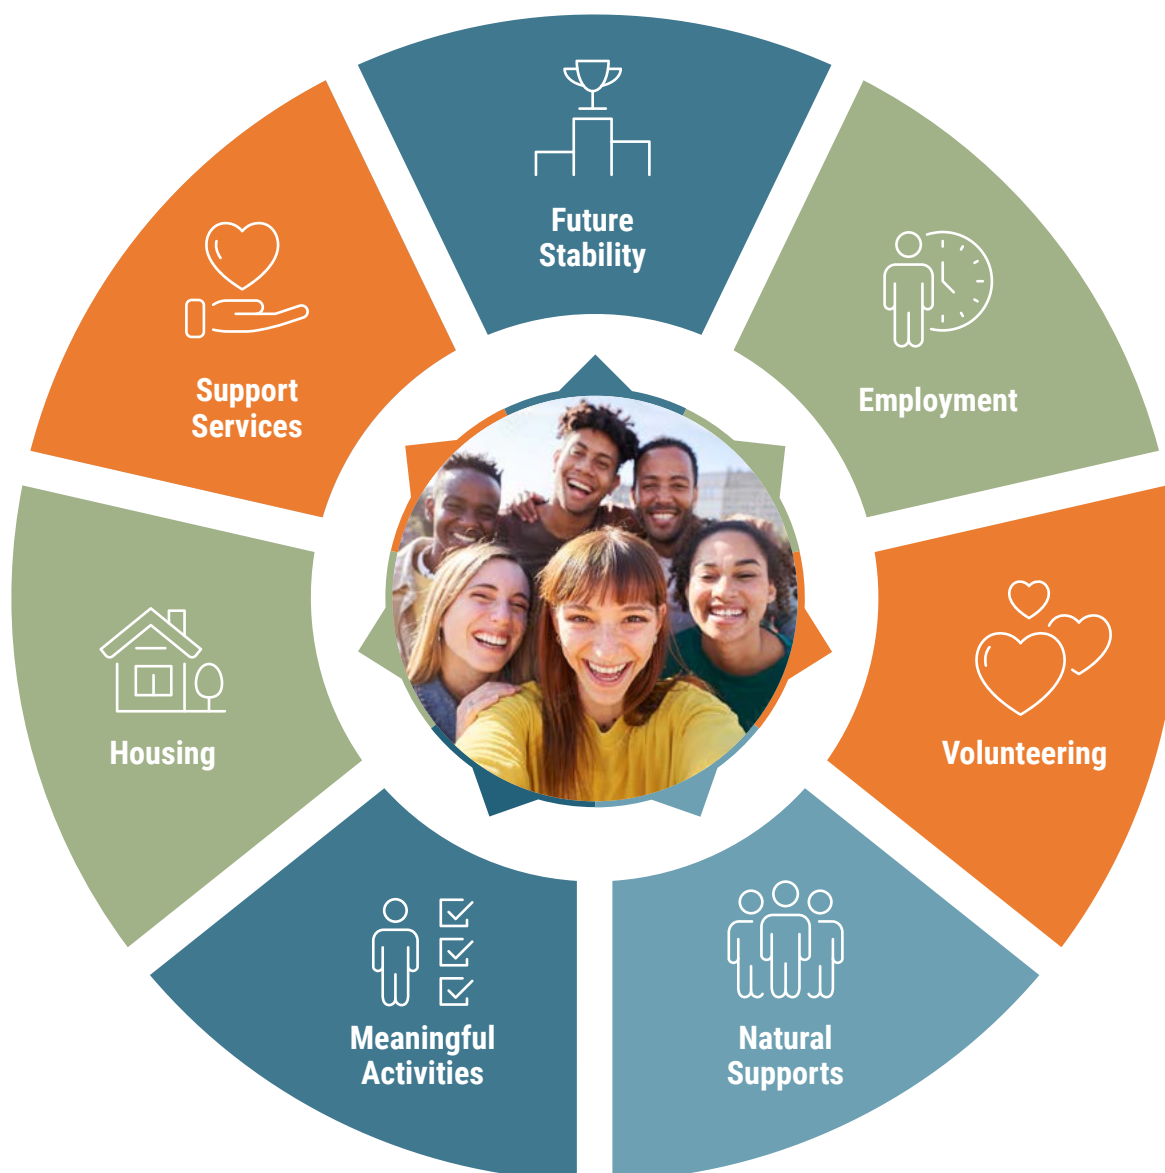 Future
Stability
Employment
Volunteering
Natural
Supports
Meaningful
Activities
Housing
Support
Services